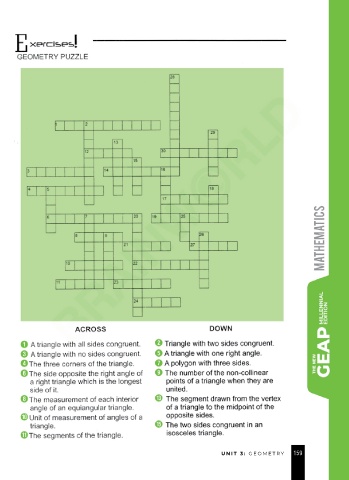 Exercises!
GEOMETRY PUZZLE
ACROSS
1 A triangle with all sides congruent.
3 A triangle with no sides congruent.
4 The three corners of the triangle.
6 The side opposite the right angle of
a right triangle which is the longest
side of it.
The measurement of each interior
angle of an equiangular triangle.
10 Unit of measurement of angles of a
triangle.
11 The segments of the triangle.
DOWN
2 Triangle with two sides congruent.
5 A triangle with one right angle.
7 A polygon with three sides.
The number of the non-collinear
points of a triangle when they are
united.
The segment drawn from the vertex
of a triangle to the midpoint of the
opposite sides.
The two sides congruent in an
isosceles triangle.
MATHEMATICS
THE NEW
GEAP MILLENNIAL
EDITION
UNIT 3: GEOMETRY 159